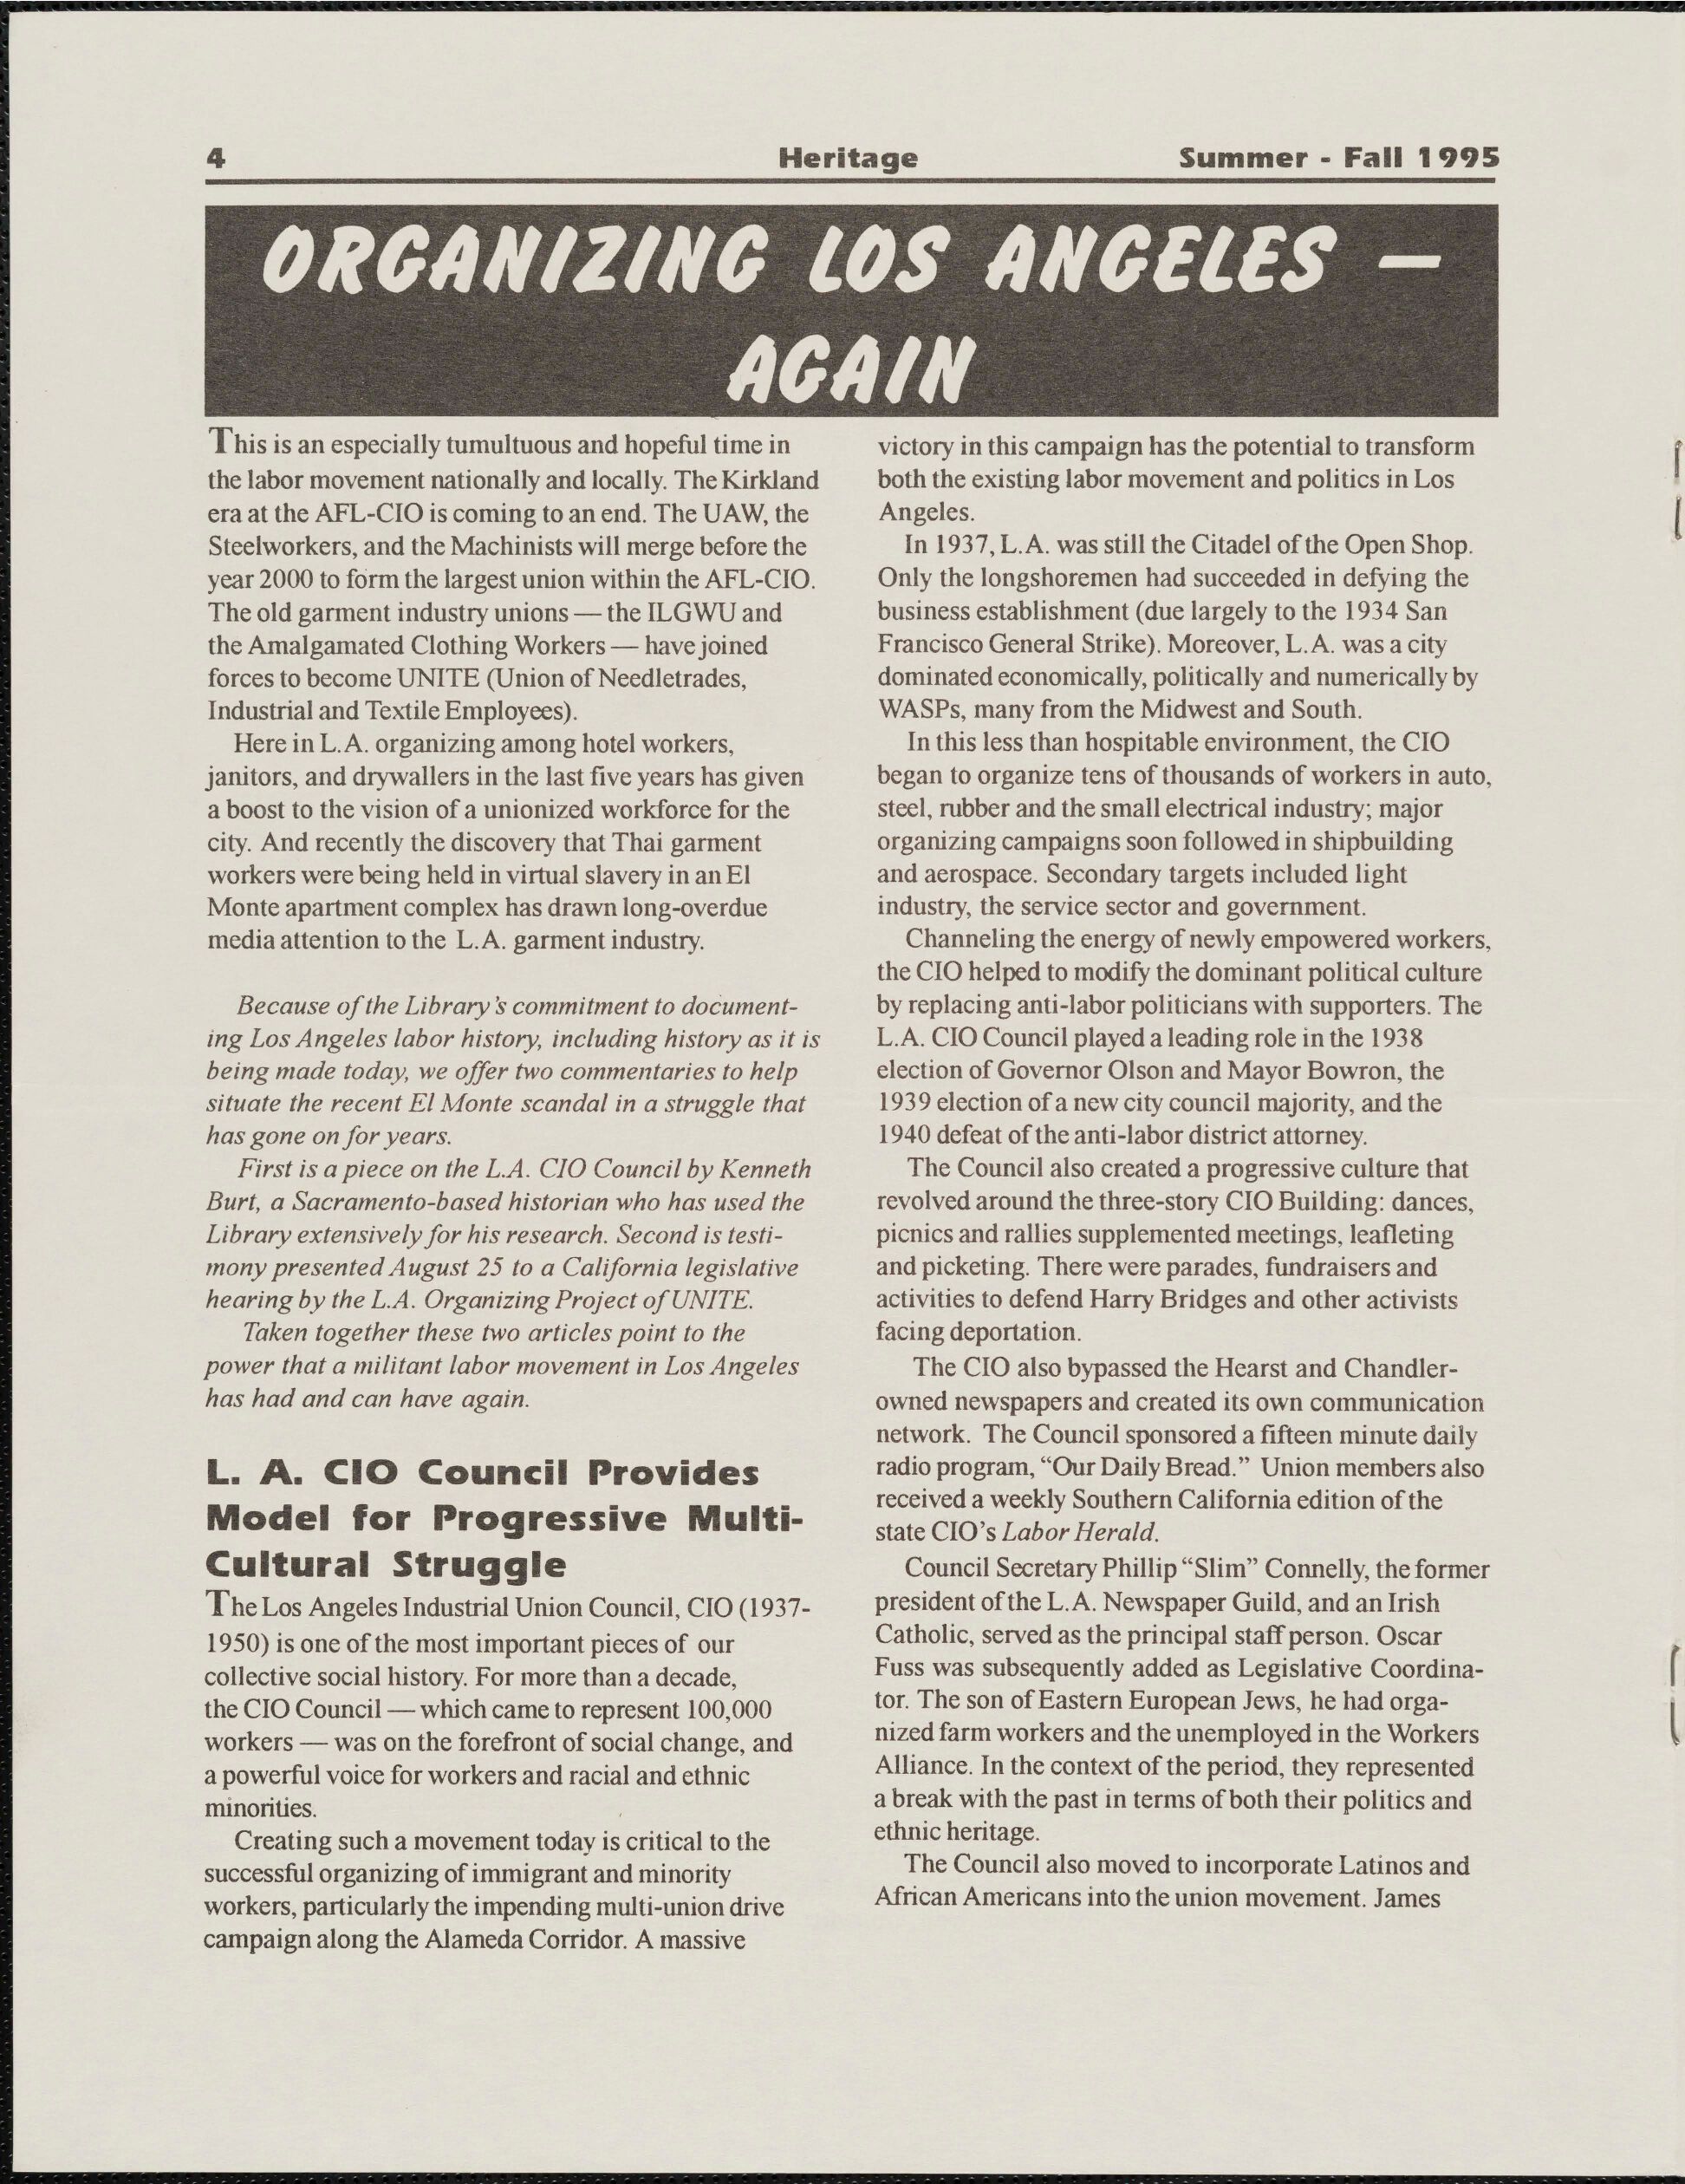 4 Heritage Summer - Fall 1995
ORGANIZING LOS ANGELES —
AGAIN
This is an especially tumultuous and hopeful time in
the labor movement nationally and locally. The Kirkland
era at the AFL-CIO is coming to an end. The UAW, the
Steelworkers, and the Machinists will merge before the
year 2000 to form the largest union within the AFL-CIO.
The old garment industry unions — the ILGWU and
the Amalgamated Clothing Workers — have joined
forces to become UNITE (Union of Needletrades,
Industrial and Textile Employees).
Here in L.A. organizing among hotel workers,
janitors, and drywallers in the last five years has given
a boost to the vision of a unionized workforce for the
city. And recently the discovery that Thai garment
workers were being held in virtual slavery in an El
Monte apartment complex has drawn long-overdue
media attention to the L.A. garment industry.
Because of the Library's commitment to document-
ing Los Angeles labor history, including history as it is
being made today, we offer two commentaries to help
situate the recent El Monte scandal in a struggle that
has gone on for years.
First is a piece on the L.A. CIO Council by Kenneth
Burt, a Sacramento-based historian who has used the
Library extensively for his research. Second is testi-
mony presented August 25 to a California legislative
hearing by the L.A. Organizing Project of UNITE.
Taken together these two articles point to the
power that a militant labor movement in Los Angeles
has had and can have again.
L. A. CIO Council Provides
Model for Progressive Multi-
Cultural Struggle
The Los Angeles Industrial Union Council, CIO (1937-
1950) is one of the most important pieces of our
collective social history. For more than a decade,
the CIO Council — which came to represent 100,000
workers — was on the forefront of social change, and
a powerful voice for workers and racial and ethnic
minorities.
Creating such a movement today is critical to the
successful organizing of immigrant and minority
workers, particularly the impending multi-union drive
campaign along the Alameda Corridor. A massive
victory in this campaign has the potential to transform
both the existing labor movement and politics in Los
Angeles.
In 1937, L.A. was still the Citadel of the Open Shop.
Only the longshoremen had succeeded in defying the
business establishment (due largely to the 1934 San
Francisco General Strike). Moreover, L.A. was a city
dominated economically, politically and numerically by
WASPs, many from the Midwest and South.
In this less than hospitable environment, the CIO
began to organize tens of thousands of workers in auto,
steel, rubber and the small electrical industry; major
organizing campaigns soon followed in shipbuilding
and aerospace. Secondary targets included light
industry, the service sector and government.
Channeling the energy of newly empowered workers,
the CIO helped to modify the dominant political culture
by replacing anti-labor politicians with supporters. The
L.A. CIO Council played a leading role in the 1938
election of Governor Olson and Mayor Bowron, the
1939 election of a new city council majority, and the
1940 defeat of the anti-labor district attorney.
The Council also created a progressive culture that
revolved around the three-story CIO Building: dances,
picnics and rallies supplemented meetings, leafleting
and picketing. There were parades, fundraisers and
activities to defend Harry Bridges and other activists
facing deportation.
The CIO also bypassed the Hearst and Chandler-
owned newspapers and created its own communication
network. The Council sponsored a fifteen minute daily
radio program, “Our Daily Bread.” Union members also
received a weekly Southern California edition of the
state CIO's Labor Herald.
Council Secretary Phillip “Slim” Connelly, the former
president of the L.A. Newspaper Guild, and an Irish
Catholic, served as the principal staff person. Oscar
Fuss was subsequently added as Legislative Coordina-
tor. The son of Eastern European Jews, he had orga-
nized farm workers and the unemployed in the Workers
Alliance. In the context of the period, they represented
a break with the past in terms of both their politics and
ethnic heritage.
The Council also moved to incorporate Latinos and
African Americans into the union movement. James